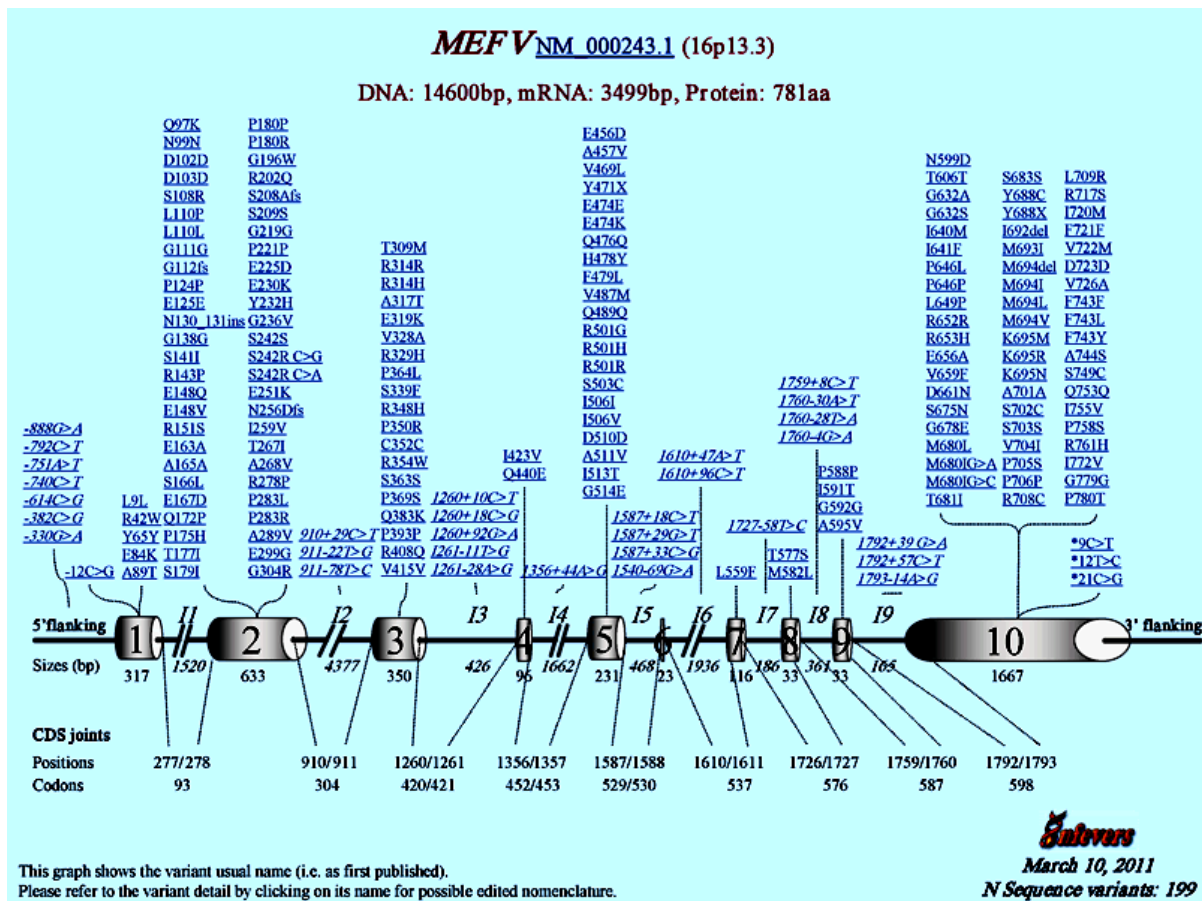 MEFV NM_000243.1 (16p13.3)
DNA: 14600bp, mRNA: 3499bp, Protein: 781aa
-888G>A
-792C>T
-751A>T
-740C>T
-614C>G
-382C>G
-330G>A
-12C>G
L9L
R42W
Y65Y
E84K
A89T
Q97K
N99N
D102D
D103D
S108R
L110P
L110L
G111G
G112fs
P124P
E125E
N130_131ins
G138G
S141I
R143P
E148Q
E148V
R151S
E163A
A165A
S166L
E167D
Q172P
P175H
T177I
S179I
P180P
P180R
G196W
R202Q
S208Afs
S209S
G219G
P221P
E225D
E230K
Y232H
G236V
S242S
S242R C>G
S242R C>A
E251K
N256Dfs
I259V
T267I
A268V
R278P
P283L
P283R
A289V
E299G
G304R
910+29C>T
911-22T>G
911-78T>C
T309M
R314R
R314H
A317T
E319K
V328A
R329H
P364L
S339F
R348H
P350R
C352C
R354W
S363S
P369S
Q383K
P393P
R408Q
V415V
1260+10C>T
1260+18C>G
1260+92G>A
1261-11T>G
1261-28A>G
I423V
Q440E
1356+44A>G
E456D
A457V
V469L
Y471X
E474E
E474K
Q476Q
H478Y
F479L
V487M
Q489Q
R501G
R501H
R501R
S503C
I506I
I506V
D510D
A511V
I513T
G514E
1587+18C>T
1587+29G>T
1587+33C>G
1540-69G>A
1610+47A>T
1610+96C>T
L559F
1727-58T>C
T577S
M582L
1759+8C>T
1760-30A>T
1760-28T>A
1760-4G>A
P588P
I591T
G592G
A595V
1792+39 G>A
1792+57C>T
1793-14A>G
N599D
T606T
G632A
G632S
I640M
I641F
P646L
P646P
L649P
R652R
R653H
E656A
V659F
D661N
S675N
G678E
M680L
M680IG>A
M680IG>C
T681I
S683S
Y688C
Y688X
I692del
M693I
M694del
M694I
M694L
M694V
K695M
K695R
K695N
A701A
S702C
S703S
V704I
P705S
P706P
R708C
L709R
R717S
I720M
F721F
V722M
D723D
V726A
F743F
F743L
F743Y
A744S
S749C
Q753Q
I755V
P758S
R761H
I772V
G779G
P780T
*9C>T
*12T>C
*21C>G
5'flanking 1 I1 2 I2 3 I3 4 I4 5 I5 6 I6 7 I7 8 I8 9 I9 10 3' flanking
Sizes (bp) 317 1520 633 4377 350 426 96 1662 231 468 23 1936 116 186 33 361 33 105 1667
CDS joints
Positions 277/278 910/911 1260/1261 1356/1357 1587/1588 1610/1611 1726/1727 1759/1760 1792/1793
Codons 93 304 420/421 452/453 529/530 537 576 587 598
Infevers
This graph shows the variant usual name (i.e. as first published).
March 10, 2011
Please refer to the variant detail by clicking on its name for possible edited nomenclature.
N Sequence variants: 199